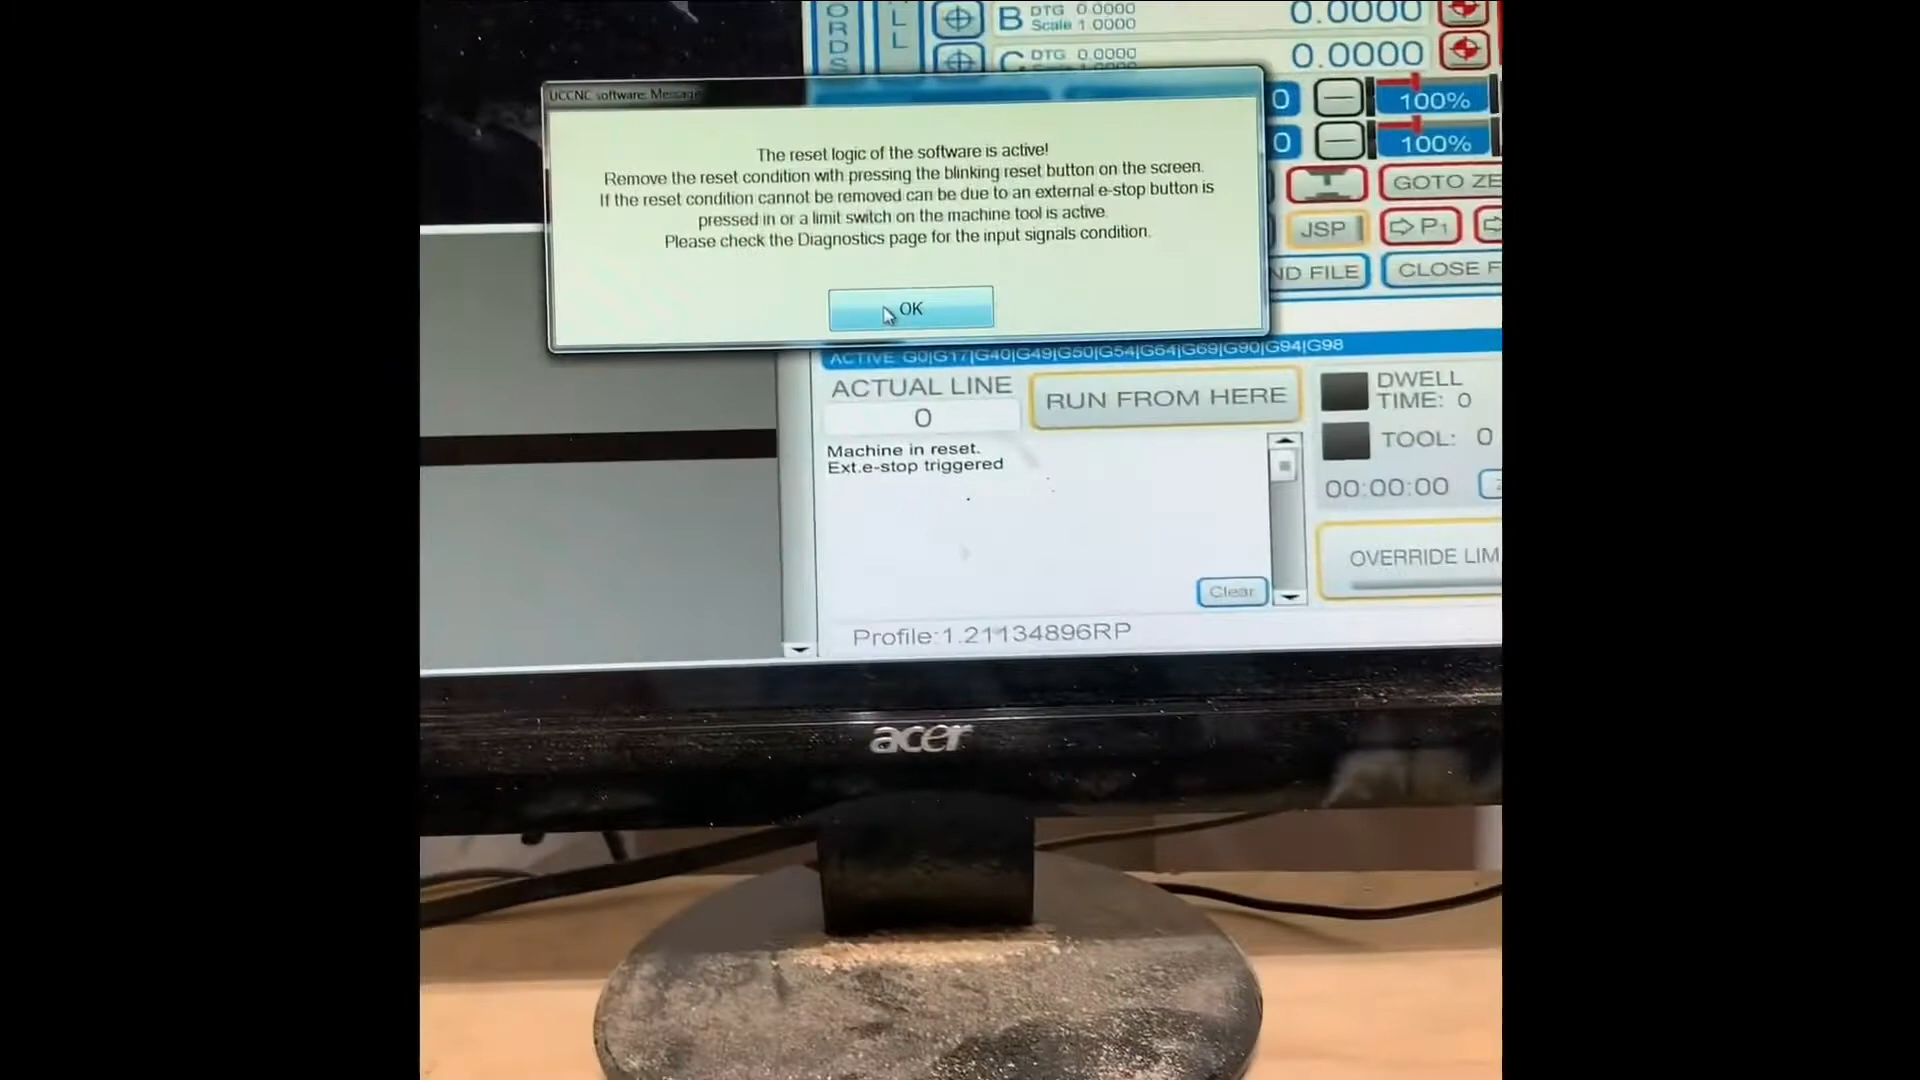 B DTG 0.0000 0.0000
Scale 1.0000
C DTG 0.0000 0.0000
UCCNC software: Message
The reset logic of the software is active!
Remove the reset condition with pressing the blinking reset button on the screen.
If the reset condition cannot be removed can be due to an external e-stop button is
pressed in or a limit switch on the machine tool is active.
Please check the Diagnostics page for the input signals condition.
OK
0 100%
0 100%
GOTO ZE
JSP P1
ND FILE CLOSE F
ACTIVE: G0|G17|G40|G49|G50|G54|G64|G69|G90|G94|G98
ACTUAL LINE
0
RUN FROM HERE
DWELL
TIME: 0
TOOL: 0
00:00:00
Machine in reset.
Ext.e-stop triggered
OVERRIDE LIM
Clear
Profile:1.21134896RP
acer